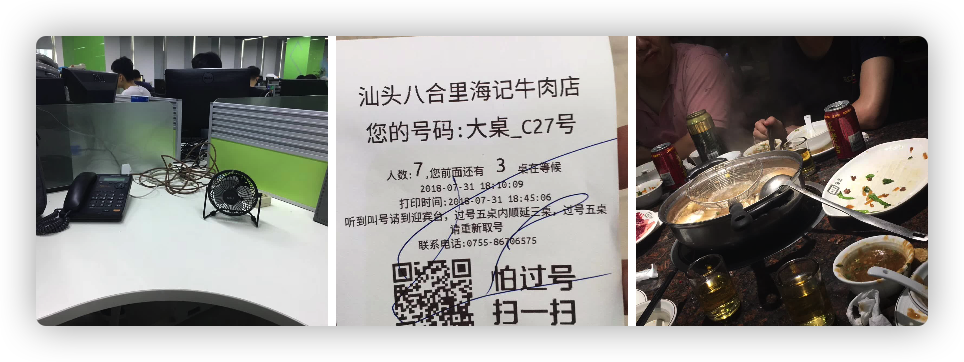 汕头八合里海记牛肉店
您的号码:大桌_C27号
人数:7,您前面还有 3 桌在等候
2018-07-31 18:10:09
打印时间:2018-07-31 18:45:06
听到叫号请到迎宾台，过号五桌内顺延三桌，过号五桌
请重新取号
联系电话:0755-86706575
怕过号
扫一扫